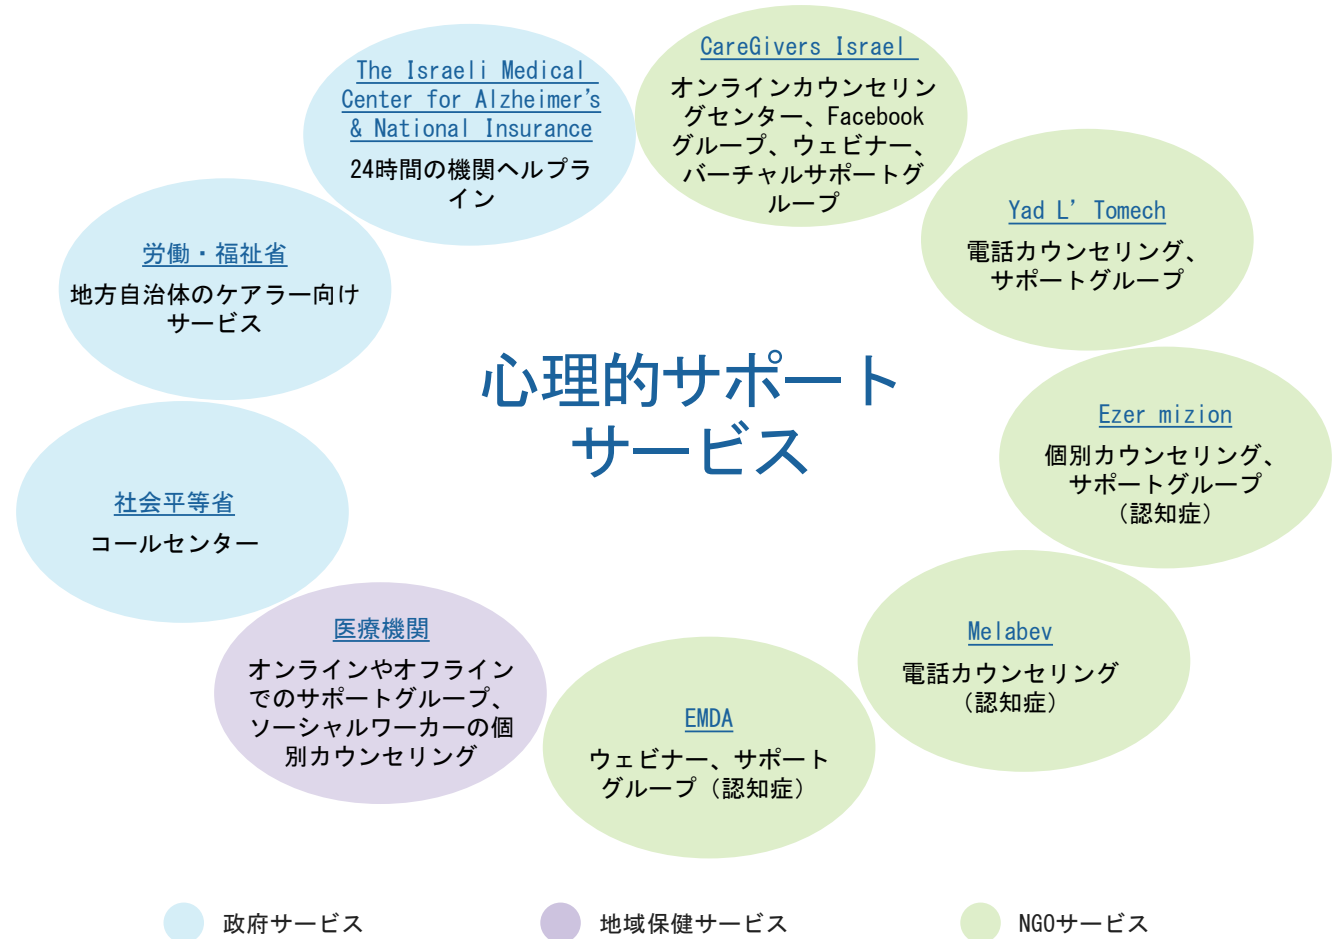 The Israeli Medical
Center for Alzheimer's
& National Insurance
24時間の機関ヘルプラ
イン
CareGivers Israel
オンラインカウンセリン
グセンター、Facebook
グループ、ウェビナー、
バーチャルサポートグ
ループ
Yad L’Tomech
電話カウンセリング、
サポートグループ
労働・福祉省
地方自治体のケアラー向け
サービス
心理的サポート
サービス
Ezer mizion
個別カウンセリング、
サポートグループ
（認知症）
社会平等省
コールセンター
医療機関
オンラインやオフライン
でのサポートグループ、
ソーシャルワーカーの個
別カウンセリング
Melabev
電話カウンセリング
（認知症）
EMDA
ウェビナー、サポート
グループ（認知症）
政府サービス
地域保健サービス
NGOサービス